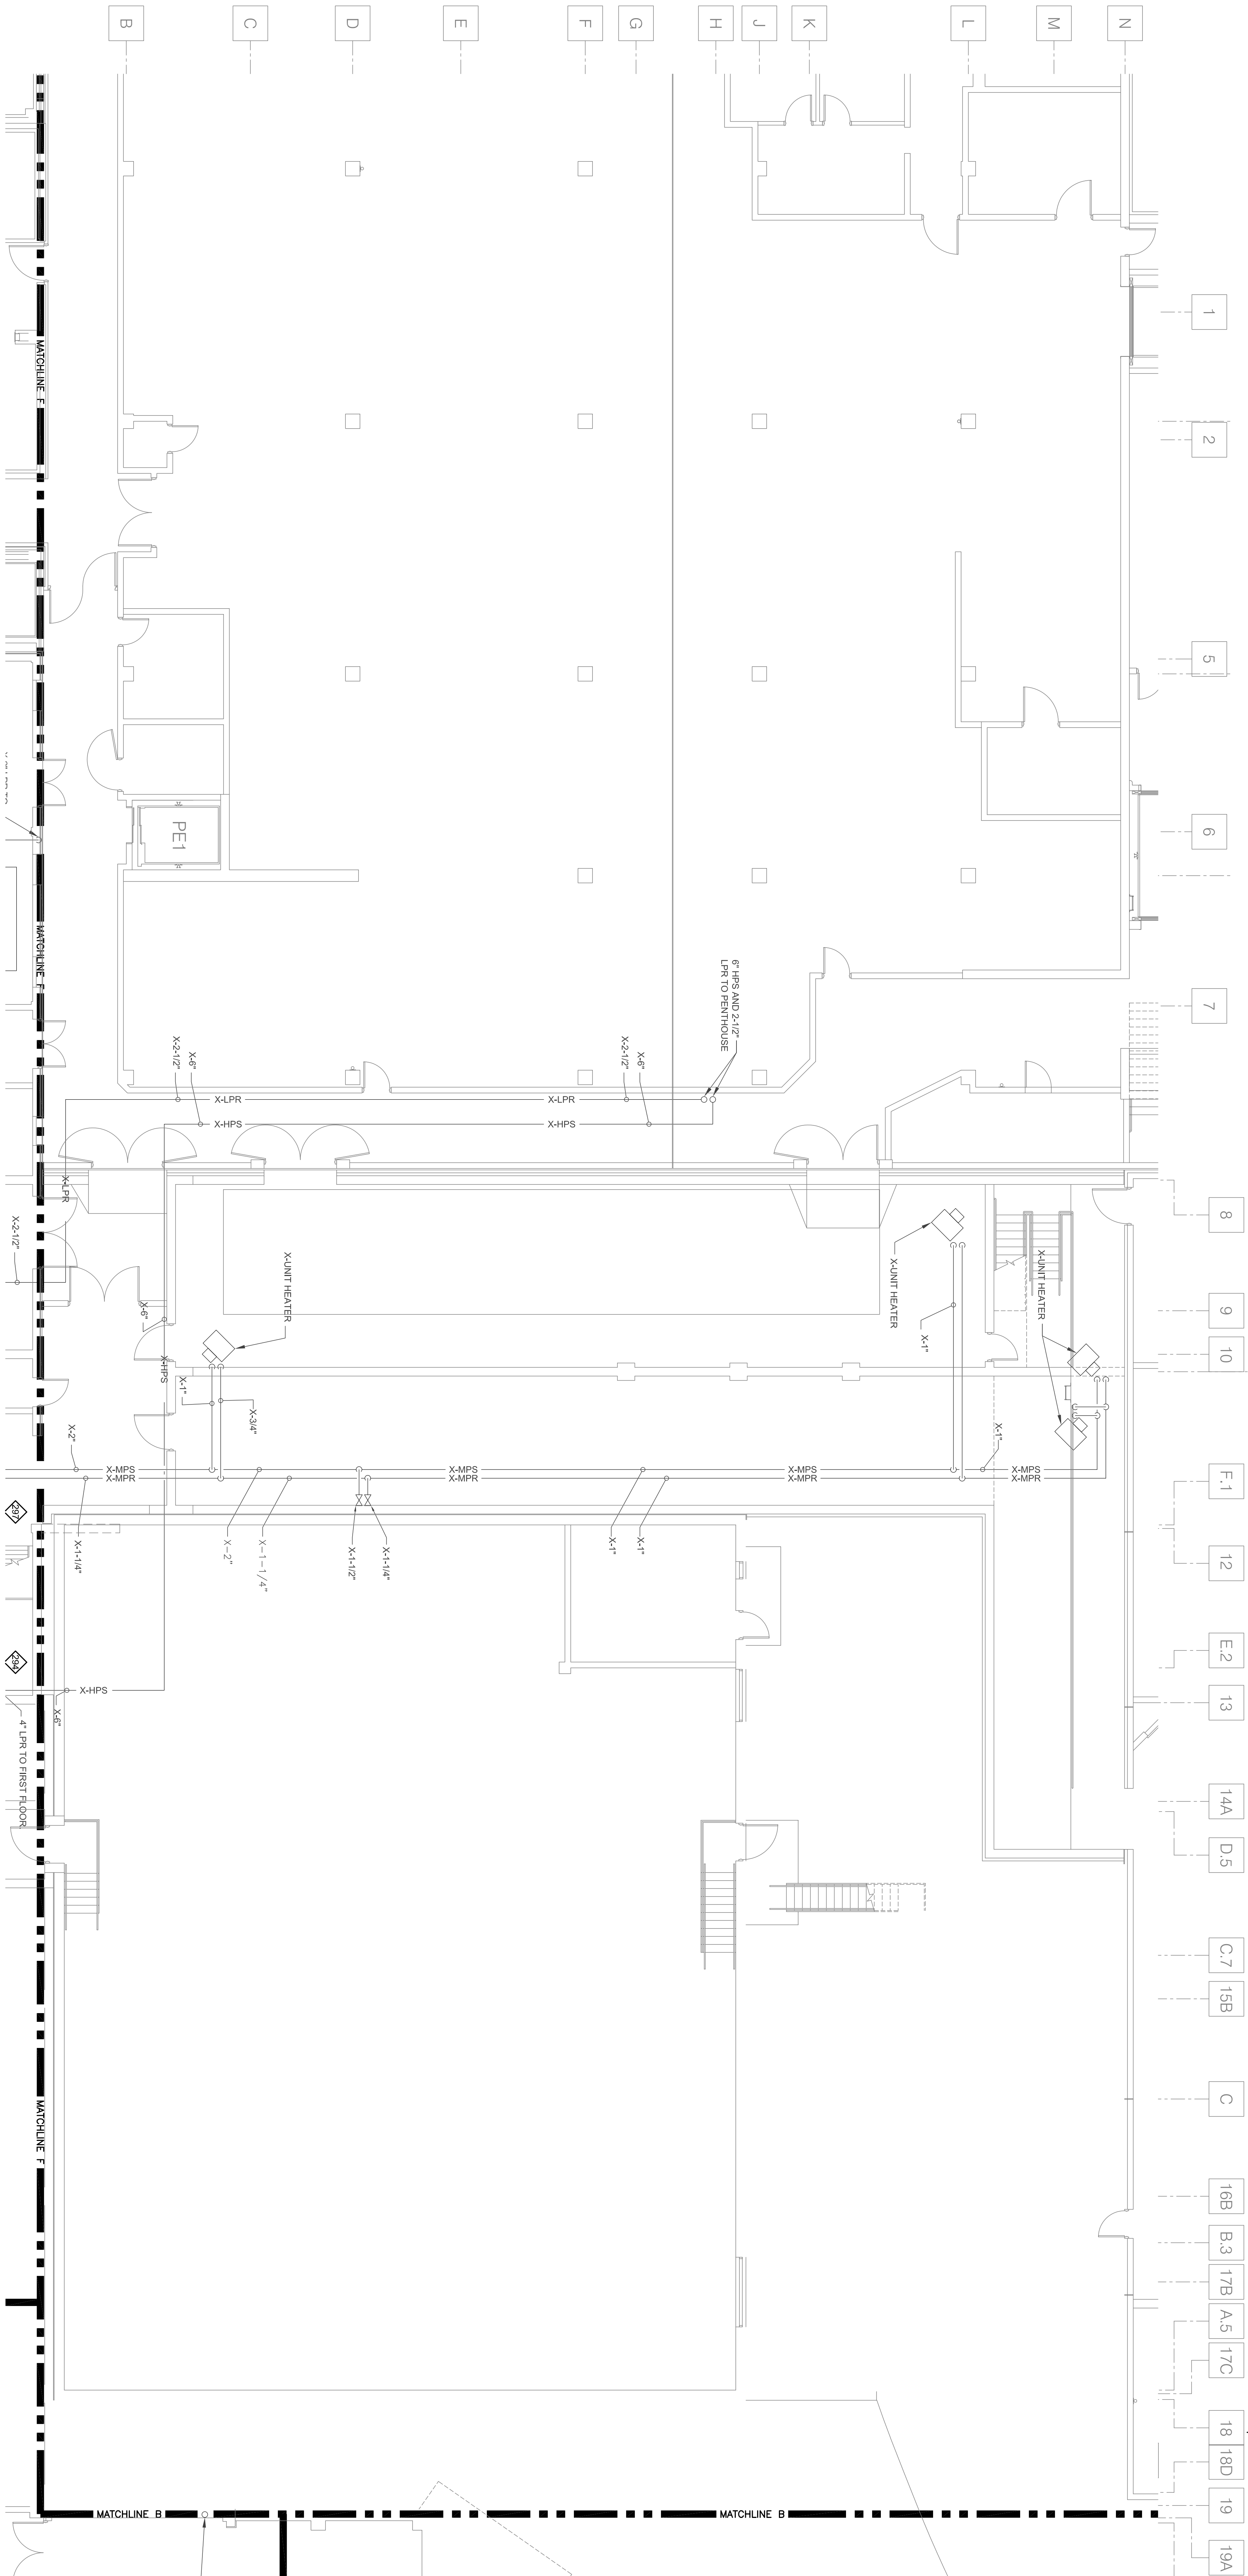 B
C
D
E
F
G
H
J
K
L
M
N
1
2
MATCHLINE F
5
PE1
6
MATCHLINE F
6" HPS AND 2-1/2"
LPR TO PENTHOUSE
7
X-2-1/2"
X-6"
X-2-1/2"
X-6"
X-LPR
X-LPR
X-HPS
X-HPS
X-LPR
8
X-2-1/2"
X-UNIT HEATER
X-UNIT HEATER
X-UNIT HEATER
9
X-6"
X-1"
10
X-HPS
X-1"
X-3/4"
X-2"
X-1"
X-MPS
X-MPS
X-MPS
X-MPS
X-MPR
X-MPR
X-MPR
X-MPR
F.1
297
X-1-1/4"
X-2"
X-1-1/4"
X-1-1/2"
X-1-1/4"
X-1"
X-1"
12
294
E.2
X-HPS
X-6"
13
4" LPR TO FIRST FLOOR
14A
D.5
C.7
15B
C
MATCHLINE F
16B
B.3
17B
A.5
17C
18
18D
MATCHLINE B
MATCHLINE B
19
19A